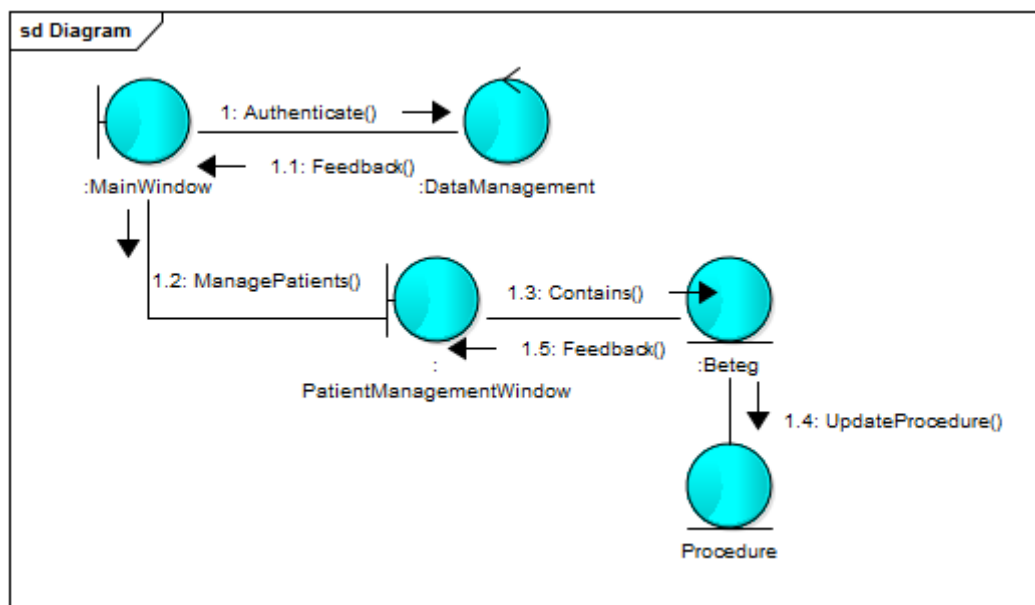 sd Diagram
1: Authenticate()
1.1: Feedback()
:MainWindow
:DataManagement
1.2: ManagePatients()
1.3: Contains()
1.5: Feedback()
:
PatientManagementWindow
:Beteg
1.4: UpdateProcedure()
Procedure